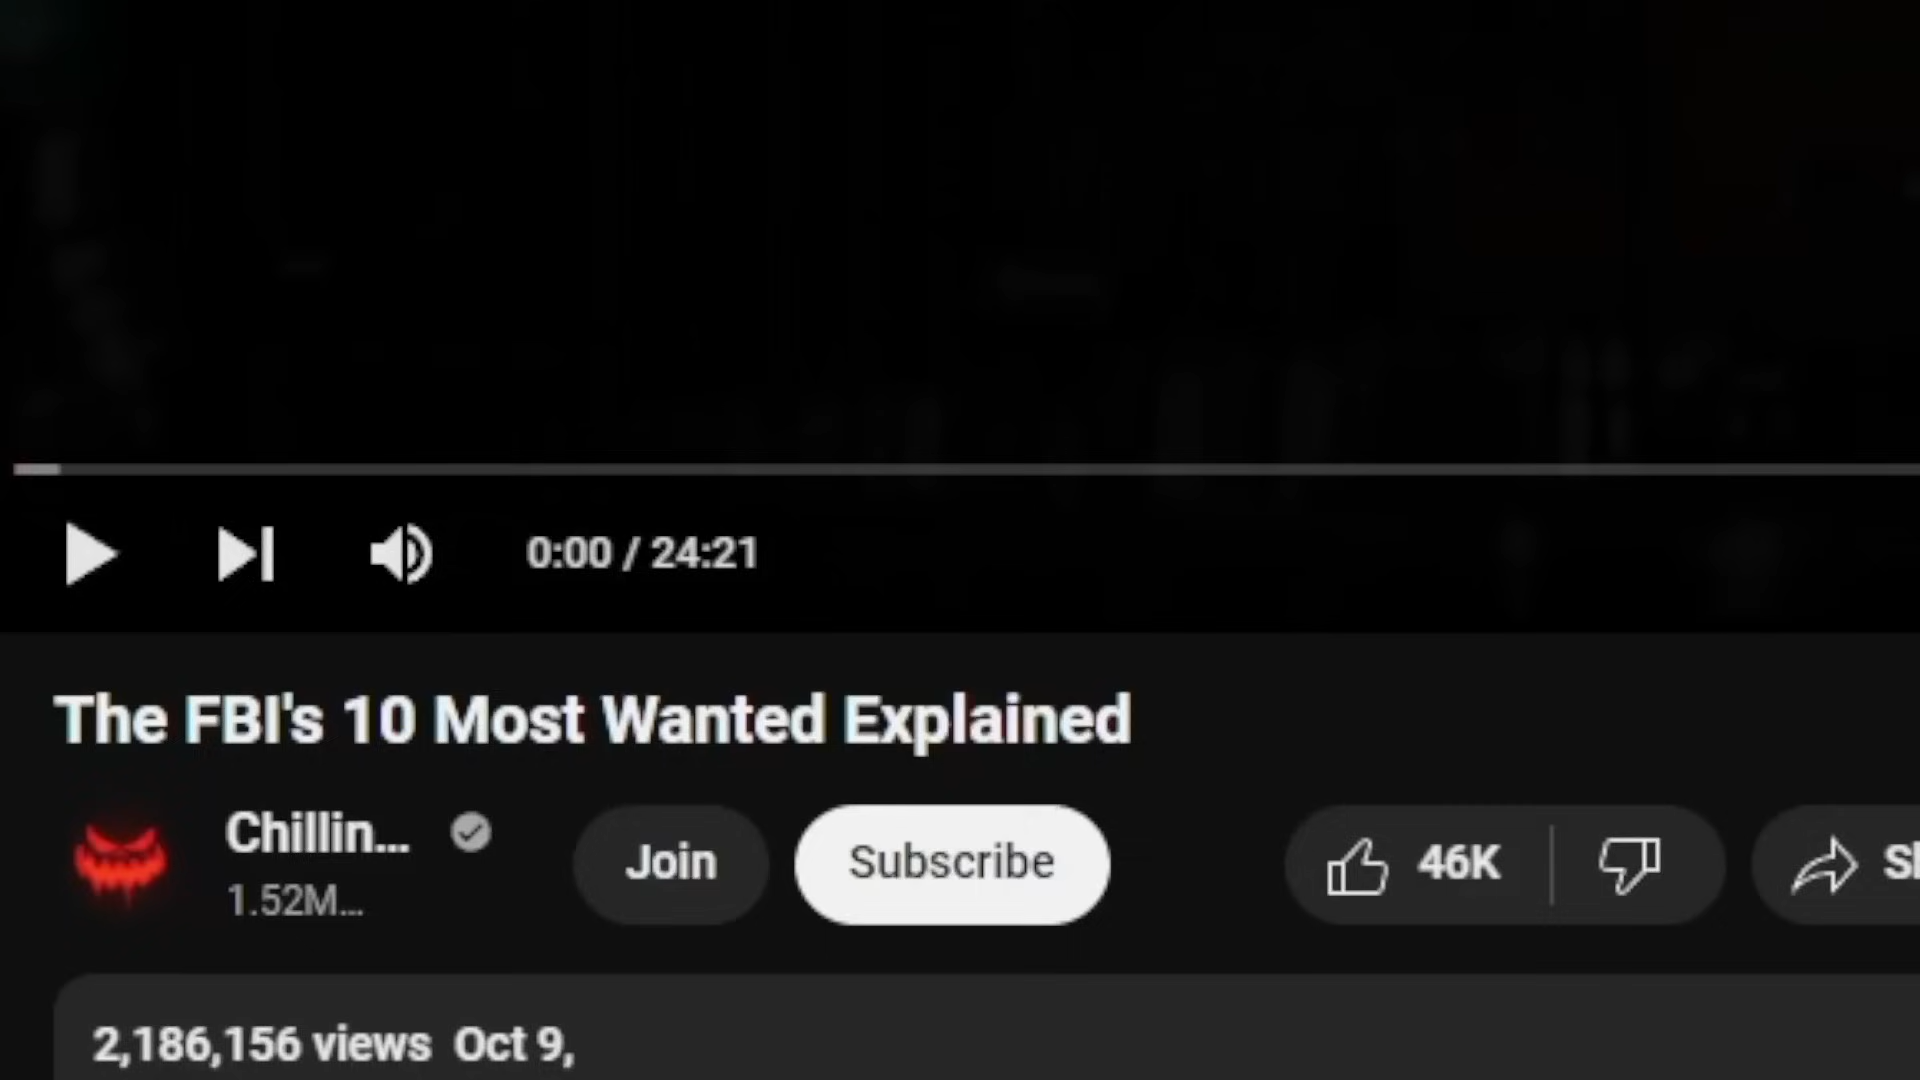 0:00 / 24:21
The FBI's 10 Most Wanted Explained
Chillin...
1.52M...
Join
Subscribe
46K
2,186,156 views Oct 9,